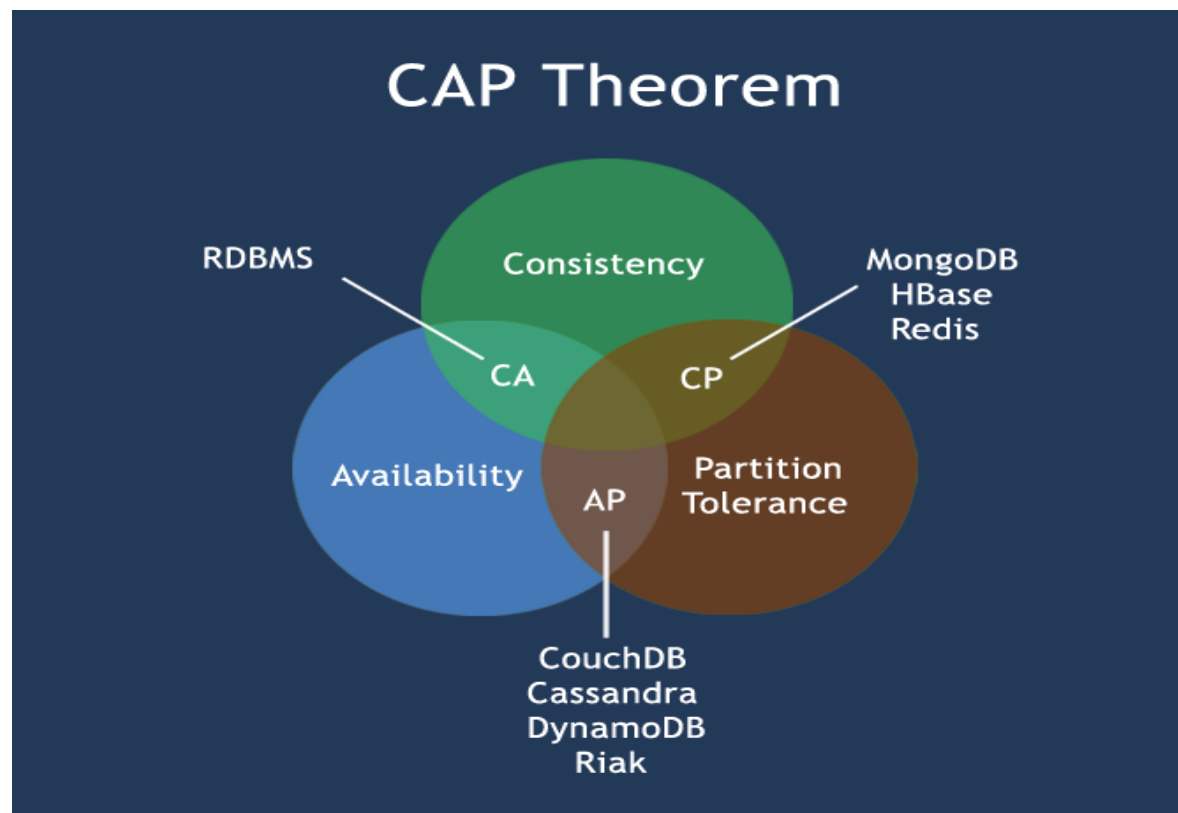 CAP Theorem
RDBMS
Consistency
MongoDB
HBase
Redis
CA
CP
Availability
Partition
Tolerance
AP
CouchDB
Cassandra
DynamoDB
Riak